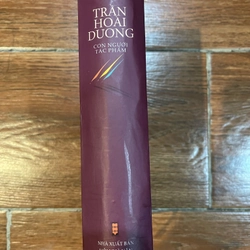 TRẦN
HOÀI
DƯƠNG
CON NGƯỜI
TÁC PHẨM
NHÀ XUẤT BẢN